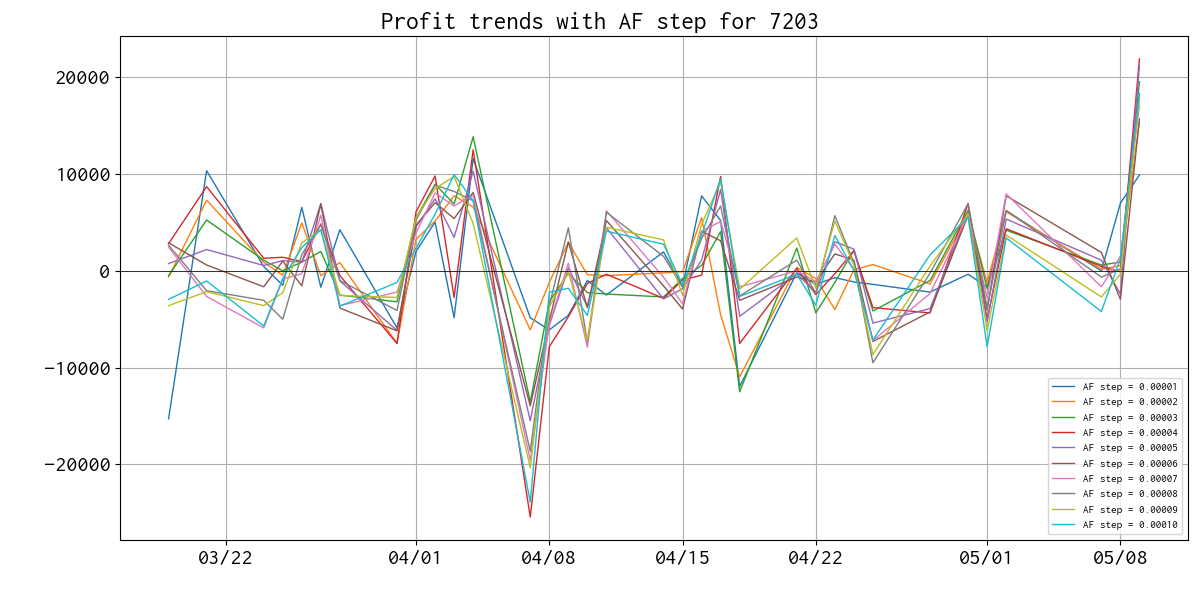 Profit trends with AF step for 7203
20000
10000
0
−10000
−20000
03/22
04/01
04/08
04/15
04/22
05/01
05/08
AF step = 0.00001
AF step = 0.00002
AF step = 0.00003
AF step = 0.00004
AF step = 0.00005
AF step = 0.00006
AF step = 0.00007
AF step = 0.00008
AF step = 0.00009
AF step = 0.00010